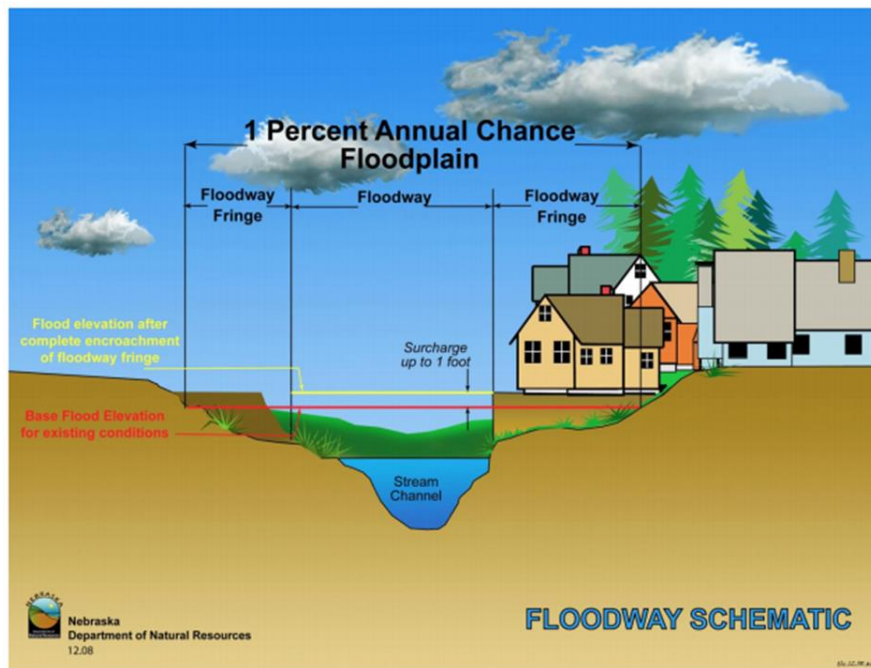 1 Percent Annual Chance
Floodplain
Floodway
Fringe
Floodway
Floodway
Fringe
Flood elevation after
complete encroachment
of floodway fringe
Surcharge
up to 1 foot
Base Flood Elevation
for existing conditions
Stream
Channel
NEBRASKA
Nebraska
Department of Natural Resources
12.08
FLOODWAY SCHEMATIC